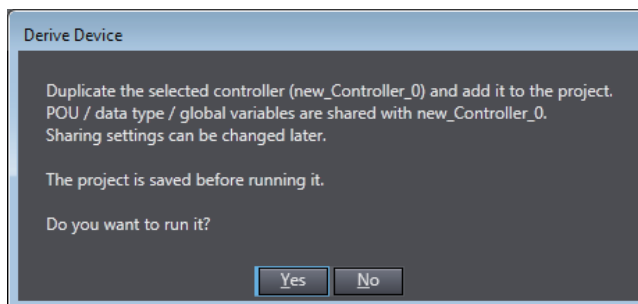 Derive Device
Duplicate the selected controller (new_Controller_0) and add it to the project.
POU / data type / global variables are shared with new_Controller_0.
Sharing settings can be changed later.
The project is saved before running it.
Do you want to run it?
Yes No